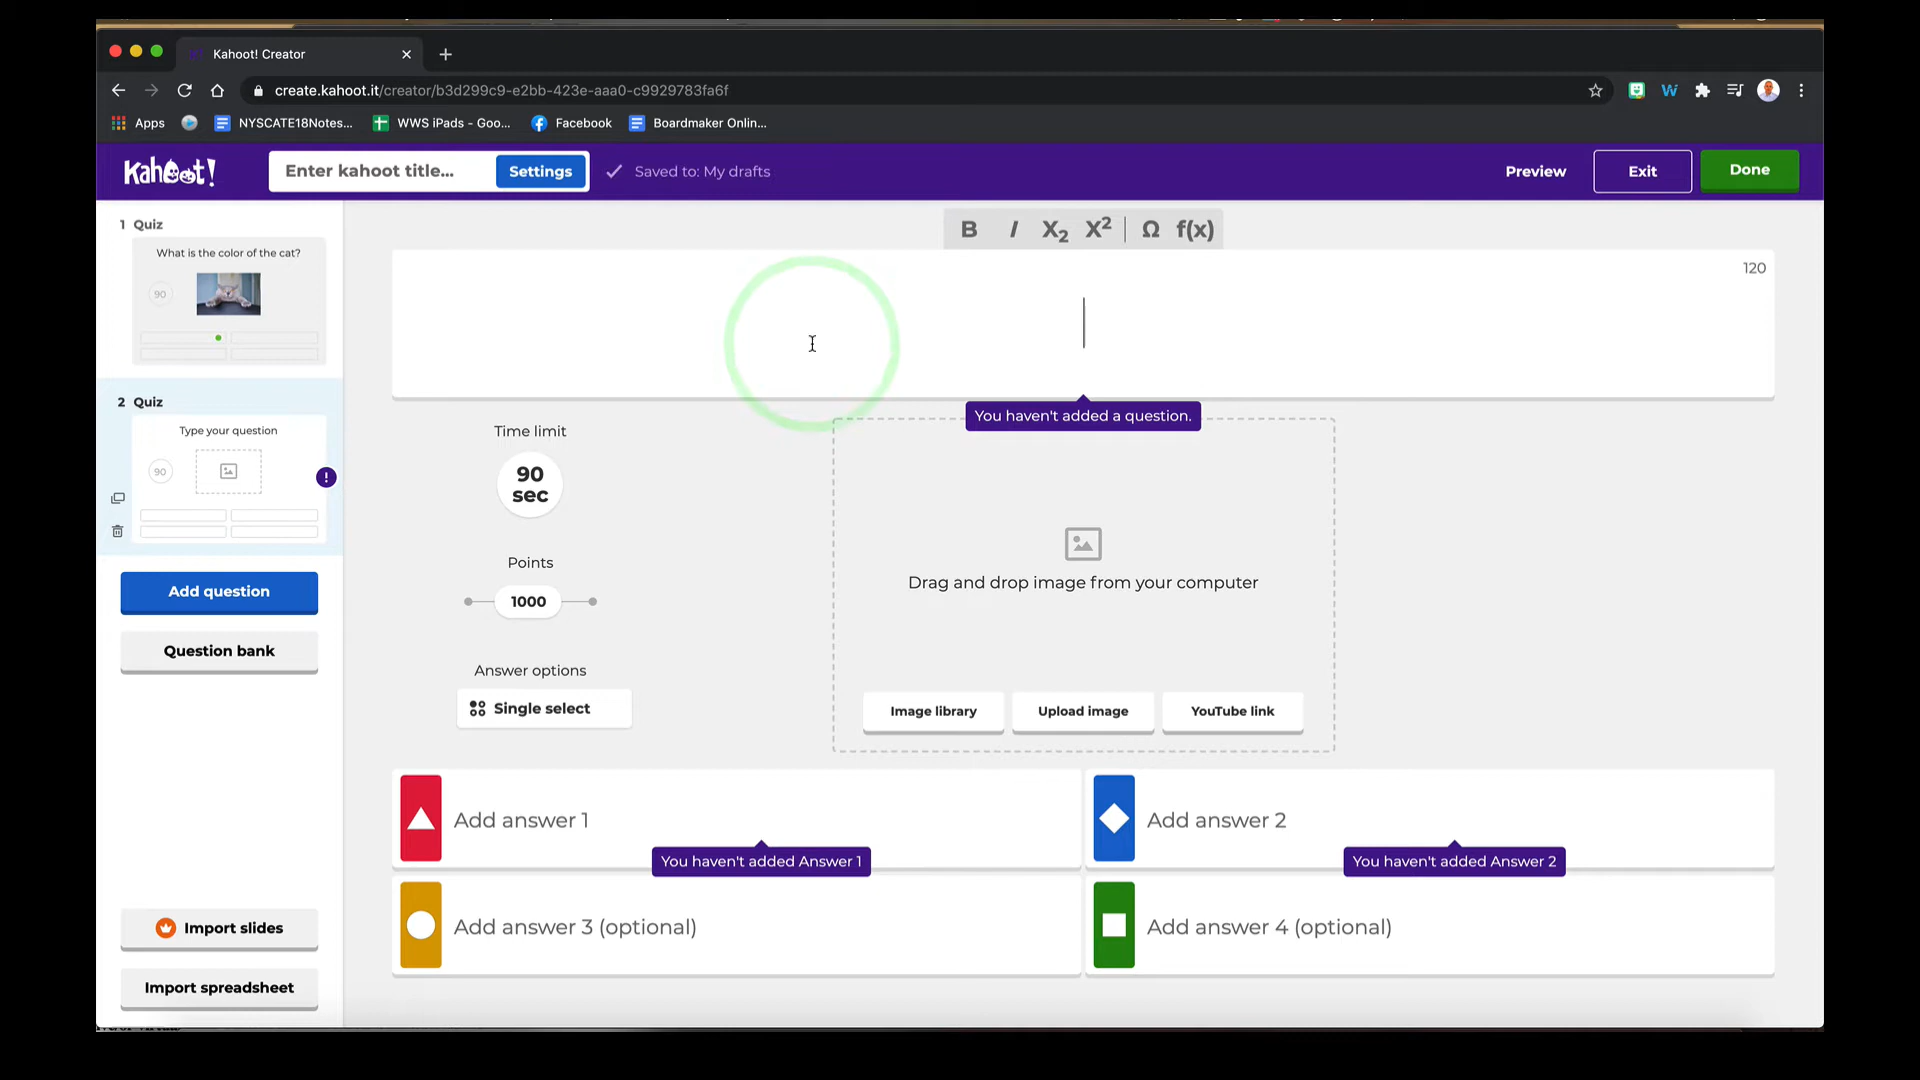 Kahoot! Creator
create.kahoot.it/creator/b3d299c9-e2bb-423e-aaa0-c9929783fa6f
Apps
NYSCATE18Notes...
WWS iPads - Goo...
Facebook
Boardmaker Onlin...
Kahoot!
Enter kahoot title...
Settings
Saved to: My drafts
Preview
Exit
Done
1 Quiz
What is the color of the cat?
90
2 Quiz
Type your question
90
Add question
Question bank
Import slides
Import spreadsheet
B I X₂ X² | Ω f(x)
120
You haven't added a question.
Time limit
90
sec
Points
1000
Answer options
Single select
Drag and drop image from your computer
Image library
Upload image
YouTube link
Add answer 1
You haven't added Answer 1
Add answer 2
You haven't added Answer 2
Add answer 3 (optional)
Add answer 4 (optional)